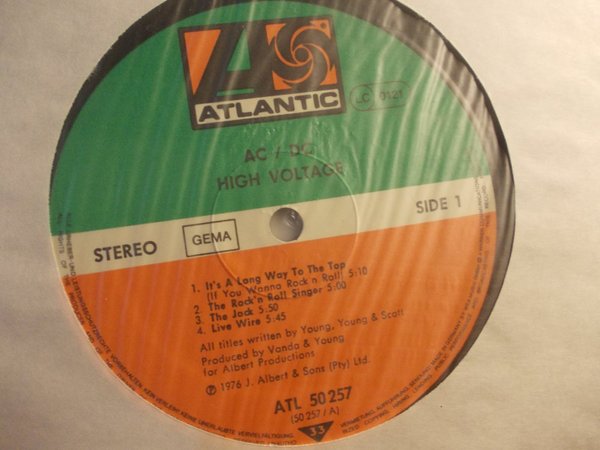 ATLANTIC
LC 0121
AC / DC
HIGH VOLTAGE
STEREO
GEMA
SIDE 1
1. It's A Long Way To The Top
(If You Wanna Rock'n Roll) 5:10
2. The Rock'n Roll Singer 5:00
3. The Jack 5.50
4. Live Wire 5:45
All titles written by Young, Young & Scott
Produced by Vanda & Young
for Albert Productions
Ⓟ 1976 J. Albert & Sons (Pty) Ltd.
ATL 50 257
(50 257 / A)
33